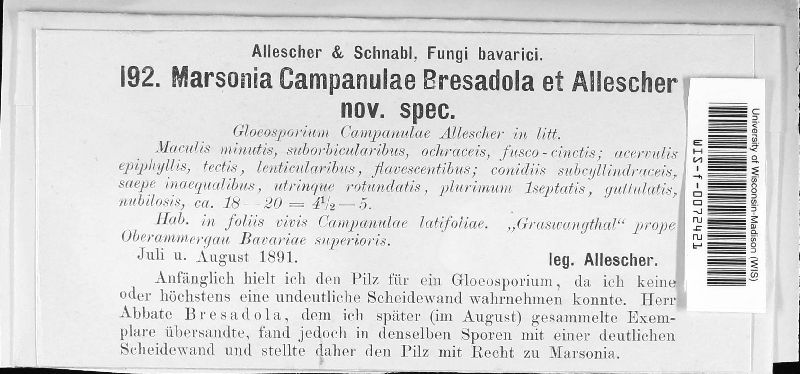 Allescher & Schnabl, Fungi bavarici.
192. Marsonia Campanulae Bresadola et Allescher
nov. spec.
Gloeosporium Campanulae Allescher in litt.
Maculis minutis, suborbicularibus, ochraceis, fusco-cinctis; acervulis
epiphyllis, tectis, lenticularibus, flavescentibus; conidiis subcyllindraceis,
saepe inaequalibus, utrinque rotundatis, plurimum 1septatis, guttulatis,
nubilosis, ca. 18—20 = 4½—5.
Hab. in foliis vivis Campanulae latifoliae. „Graswangthal“ prope
Oberammergau Bavariae superioris.
Juli u. August 1891. leg. Allescher.
Anfänglich hielt ich den Pilz für ein Gloeosporium, da ich keine
oder höchstens eine undeutliche Scheidewand wahrnehmen konnte. Herr
Abbate Bresadola, dem ich später (im August) gesammelte Exem-
plare übersandte, fand jedoch in denselben Sporen mit einer deutlichen
Scheidewand und stellte daher den Pilz mit Recht zu Marsonia.
University of Wisconsin-Madison (WIS)
WIS-f-0072421